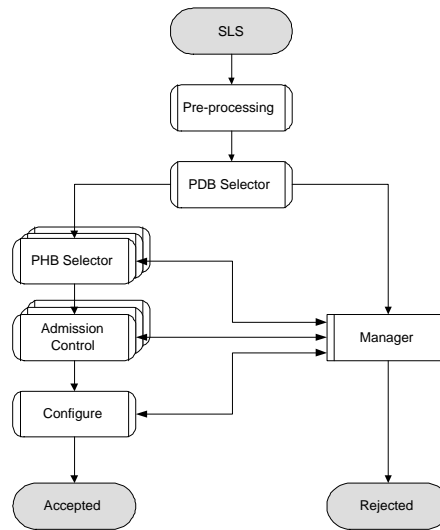 SLS
Pre-processing
PDB Selector
PHB Selector
Admission
Control
Manager
Configure
Accepted
Rejected